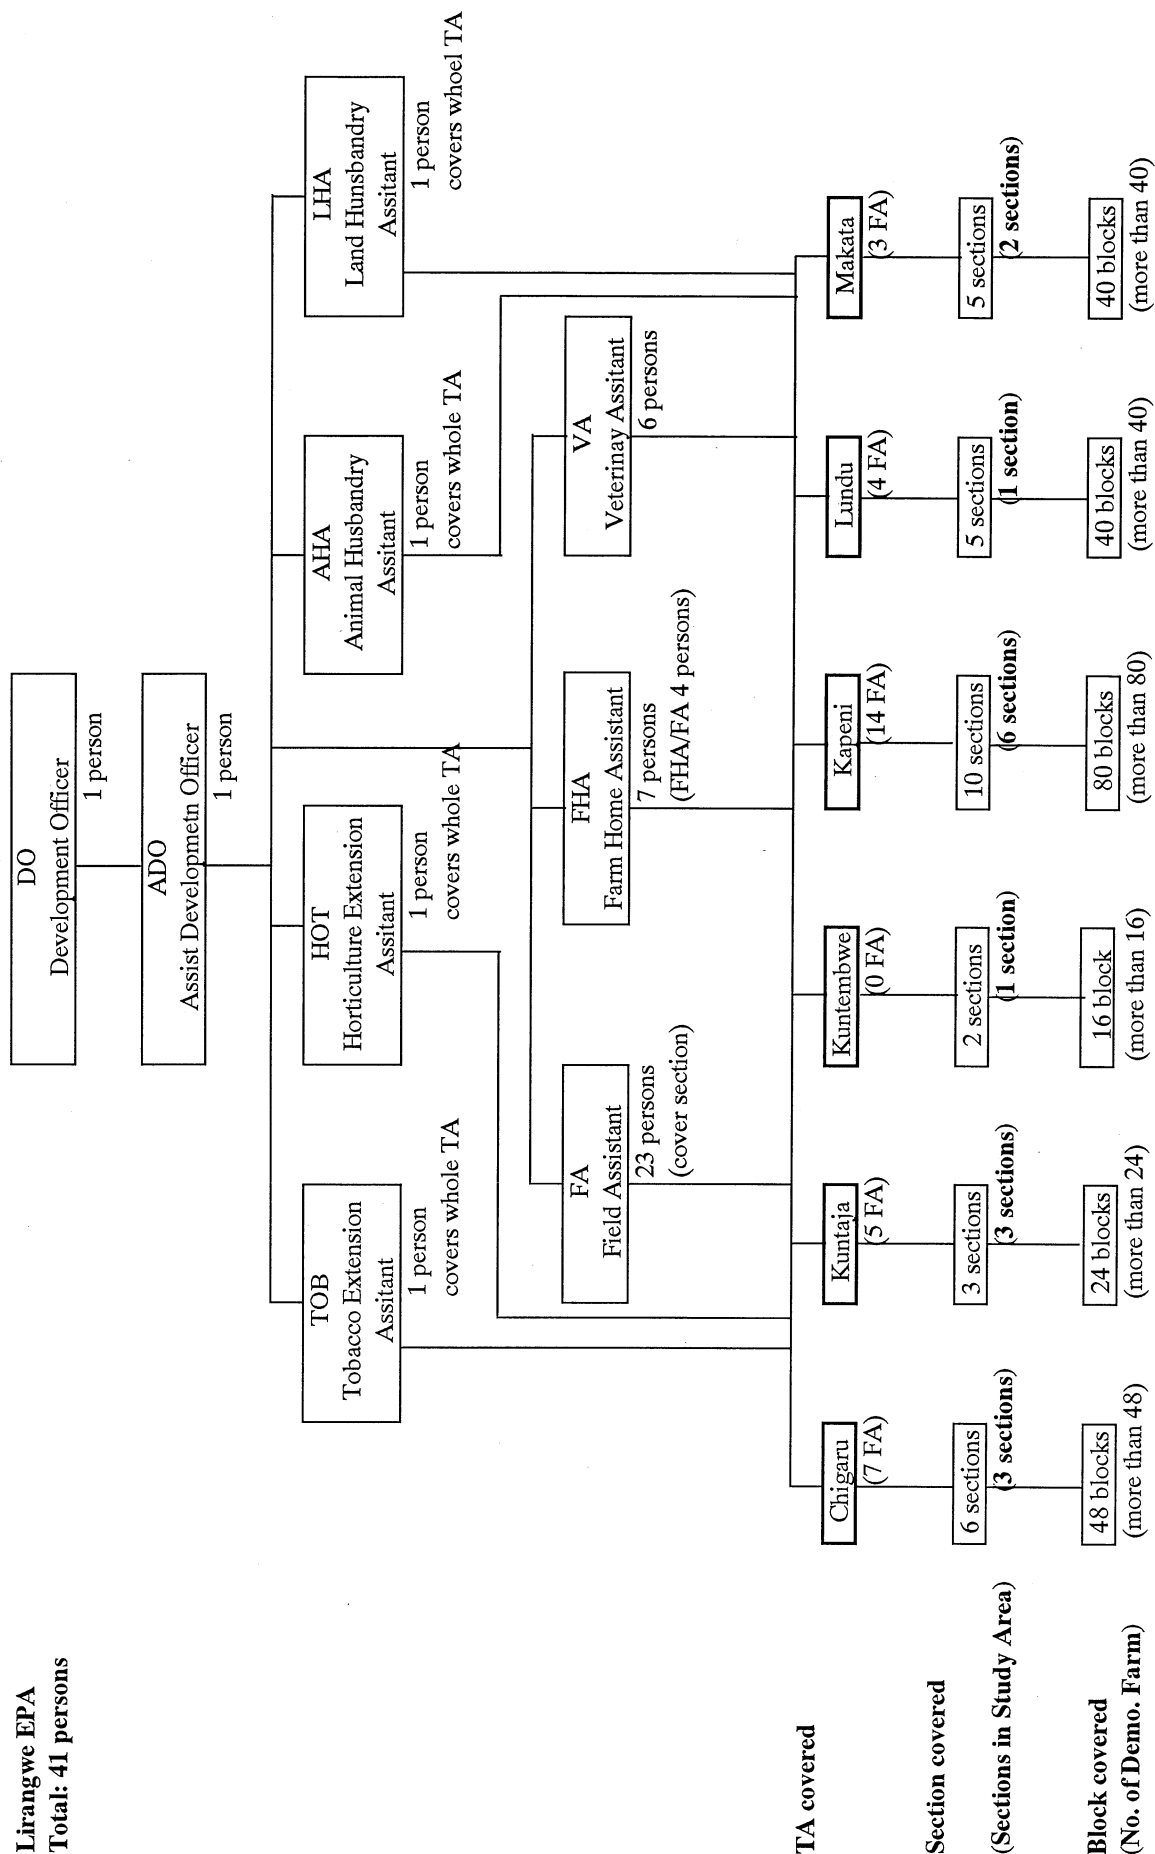 Lirangwe EPA
Total: 41 persons
DO
Development Officer
1 person
ADO
Assist Developmetn Officer
1 person
TOB
Tobacco Extension
Assitant
1 person
covers whole TA
HOT
Horticulture Extension
Assitant
1 person
covers whole TA
AHA
Animal Husbandry
Assitant
1 person
covers whole TA
LHA
Land Hunsbandry
Assitant
1 person
covers whoel TA
FA
Field Assistant
23 persons
(cover section)
FHA
Farm Home Assistant
7 persons
(FHA/FA 4 persons)
VA
Veterinay Assitant
6 persons
TA covered
Chigaru
(7 FA)
Kuntaja
(5 FA)
Kuntembwe
(0 FA)
Kapeni
(14 FA)
Lundu
(4 FA)
Makata
(3 FA)
Section covered
6 sections
3 sections
2 sections
10 sections
5 sections
5 sections
(Sections in Study Area)
(3 sections)
(3 sections)
(1 section)
(6 sections)
(1 section)
(2 sections)
Block covered
48 blocks
24 blocks
16 block
80 blocks
40 blocks
40 blocks
(No. of Demo. Farm)
(more than 48)
(more than 24)
(more than 16)
(more than 80)
(more than 40)
(more than 40)